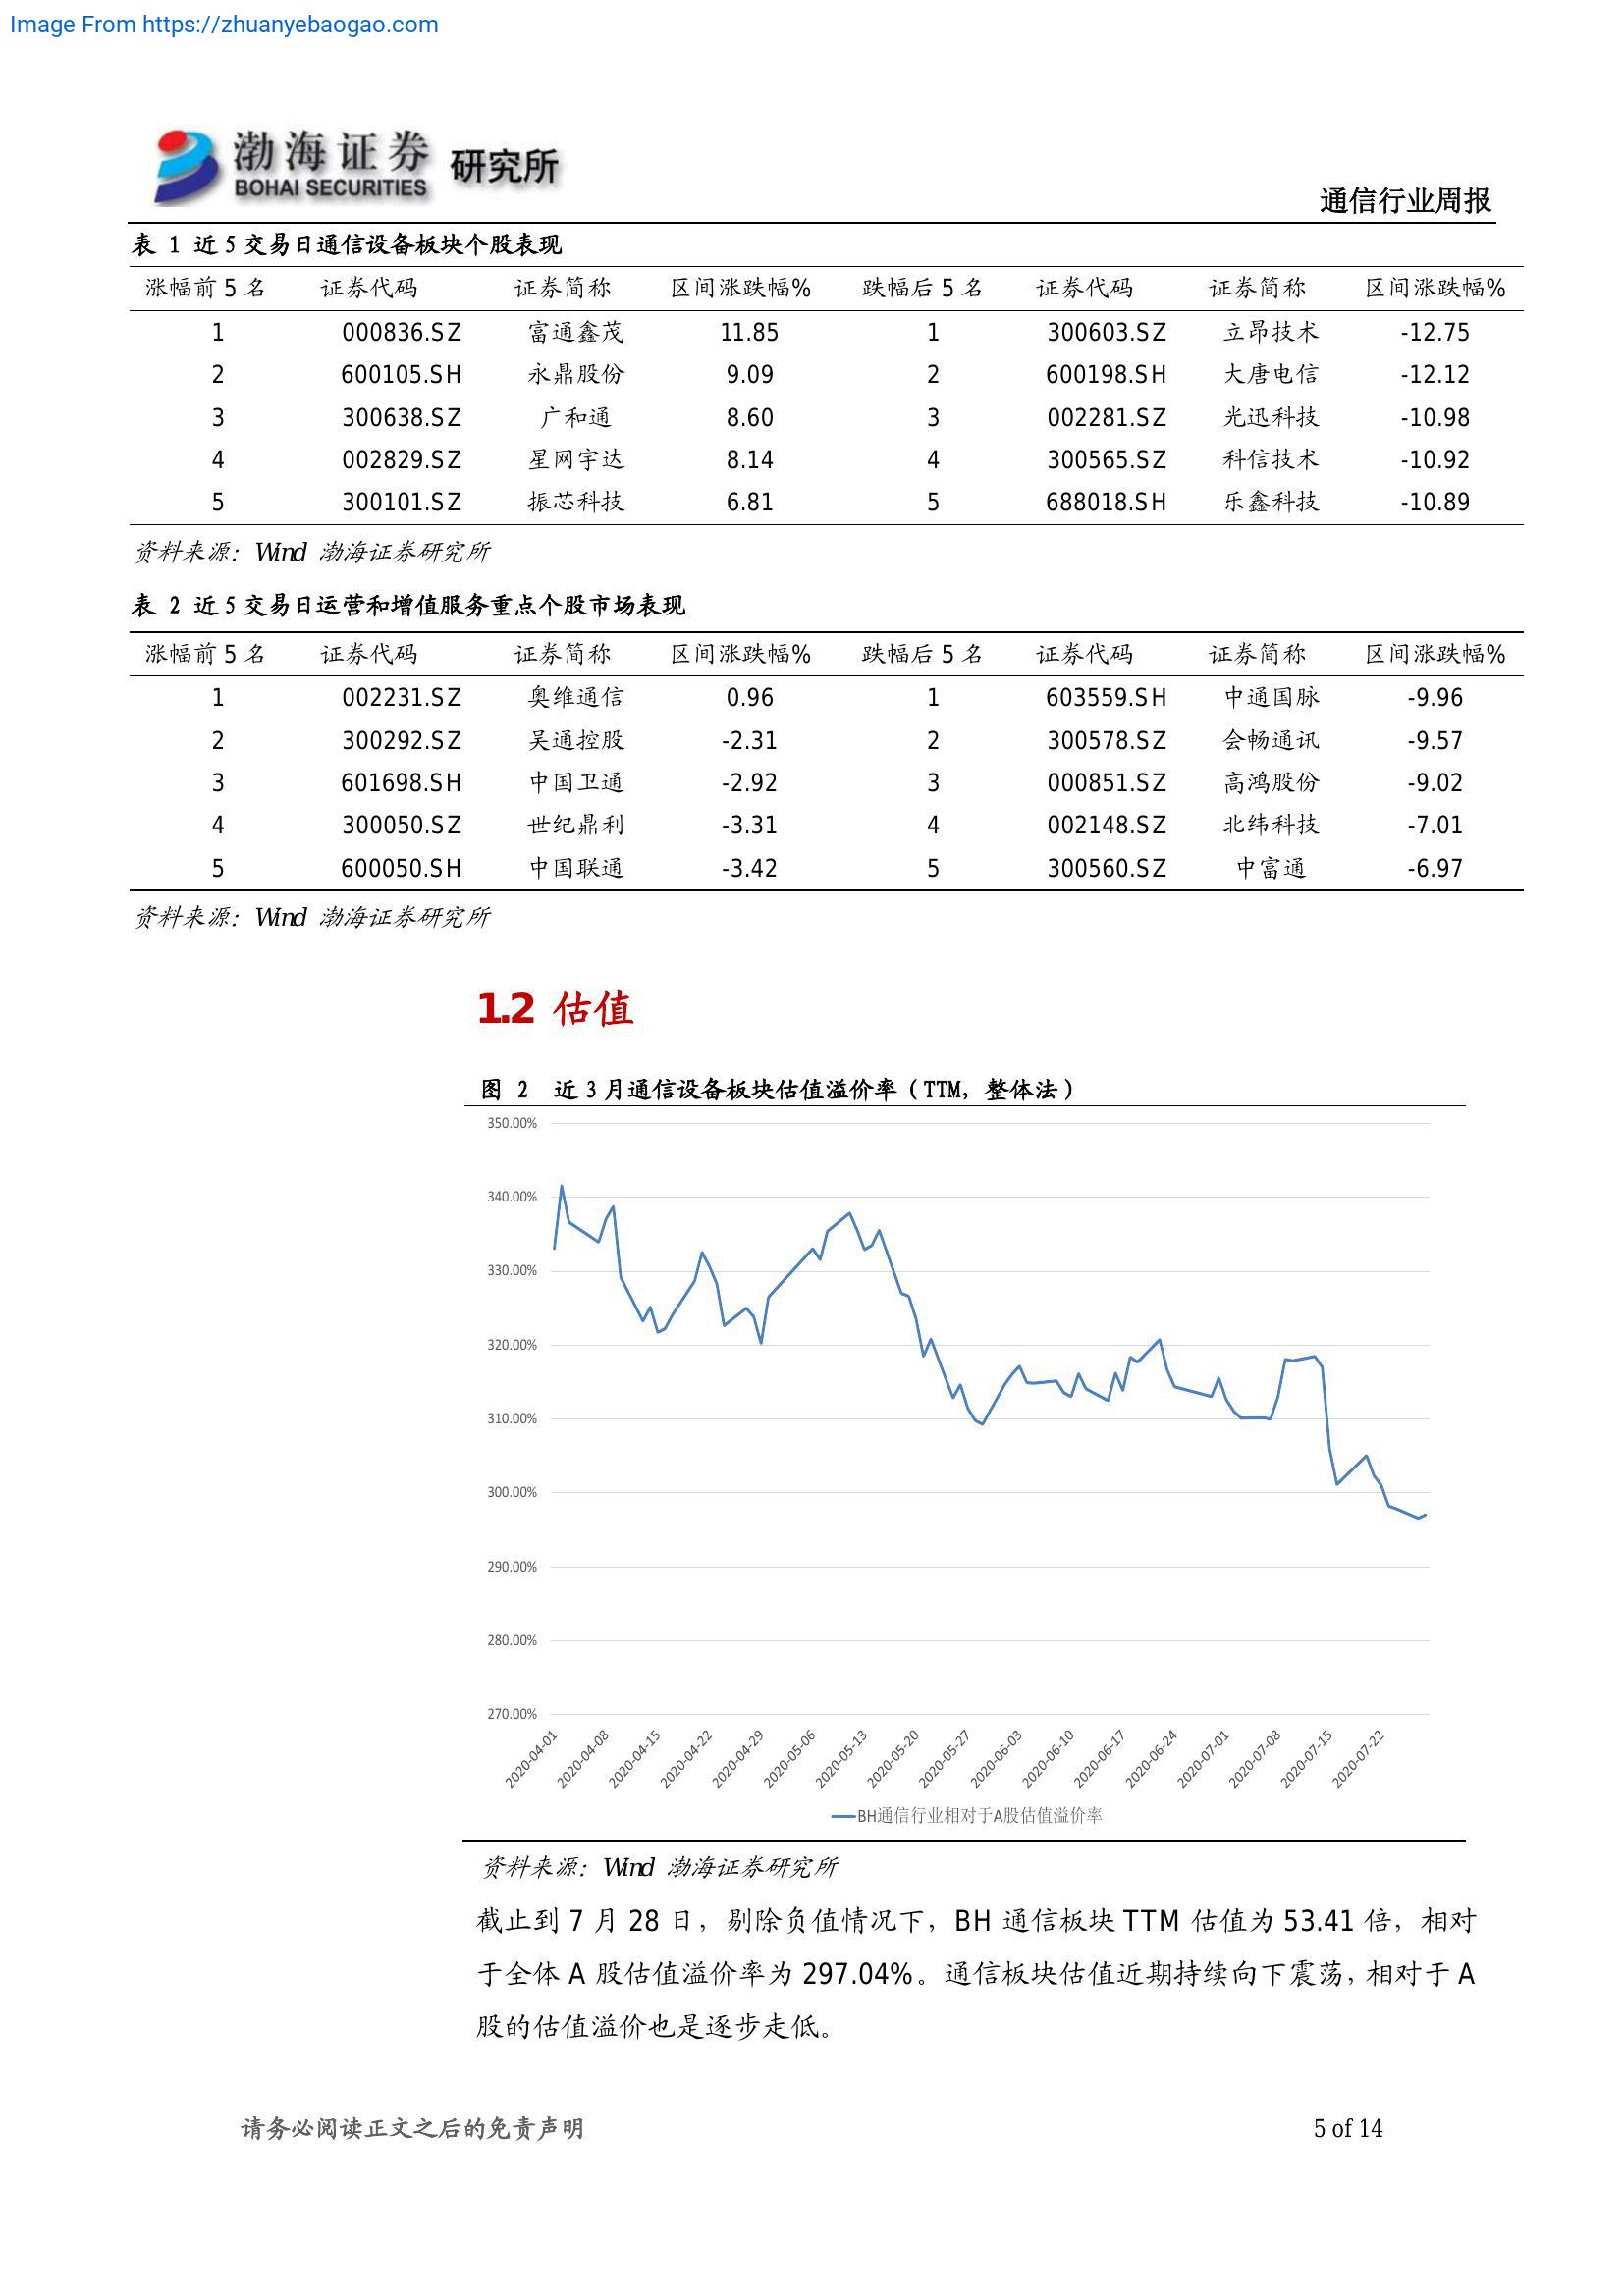 Image From https://zhuanyebaogao.com
渤海证券 研究所
BOHAI SECURITIES
通信行业周报
表 1 近 5 交易日通信设备板块个股表现
涨幅前 5 名 证券代码 证券简称 区间涨跌幅% 跌幅后 5 名 证券代码 证券简称 区间涨跌幅%
1 000836.SZ 富通鑫茂 11.85 1 300603.SZ 立昂技术 -12.75
2 600105.SH 永鼎股份 9.09 2 600198.SH 大唐电信 -12.12
3 300638.SZ 广和通 8.60 3 002281.SZ 光迅科技 -10.98
4 002829.SZ 星网宇达 8.14 4 300565.SZ 科信技术 -10.92
5 300101.SZ 振芯科技 6.81 5 688018.SH 乐鑫科技 -10.89
资料来源：Wind 渤海证券研究所
表 2 近 5 交易日运营和增值服务重点个股市场表现
涨幅前 5 名 证券代码 证券简称 区间涨跌幅% 跌幅后 5 名 证券代码 证券简称 区间涨跌幅%
1 002231.SZ 奥维通信 0.96 1 603559.SH 中通国脉 -9.96
2 300292.SZ 吴通控股 -2.31 2 300578.SZ 会畅通讯 -9.57
3 601698.SH 中国卫通 -2.92 3 000851.SZ 高鸿股份 -9.02
4 300050.SZ 世纪鼎利 -3.31 4 002148.SZ 北纬科技 -7.01
5 600050.SH 中国联通 -3.42 5 300560.SZ 中富通 -6.97
资料来源：Wind 渤海证券研究所
1.2 估值
图 2 近 3 月通信设备板块估值溢价率（TTM，整体法）
350.00%
340.00%
330.00%
320.00%
310.00%
300.00%
290.00%
280.00%
270.00%
2020-04-01 2020-04-08 2020-04-15 2020-04-22 2020-04-29 2020-05-06 2020-05-13 2020-05-20 2020-05-27 2020-06-03 2020-06-10 2020-06-17 2020-06-24 2020-07-01 2020-07-08 2020-07-15 2020-07-22
BH通信行业相对于A股估值溢价率
资料来源：Wind 渤海证券研究所
截止到 7 月 28 日，剔除负值情况下，BH 通信板块 TTM 估值为 53.41 倍，相对
于全体 A 股估值溢价率为 297.04%。通信板块估值近期持续向下震荡，相对于 A
股的估值溢价也是逐步走低。
请务必阅读正文之后的免责声明
5 of 14